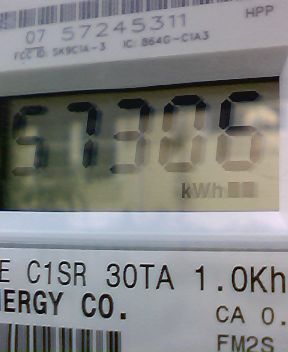 HPP
07 57245311
FCC ID: SK9C1A-3 IC: 864G-C1A3
57306
kWh
E C1SR 30TA 1.0Kh
NERGY CO.
CA 0.
FM2S